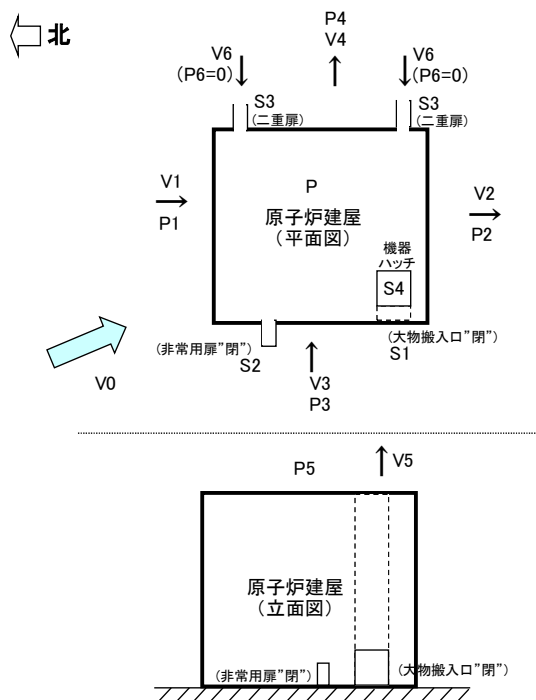 北
P4
V4
V6
(P6=0)
V6
(P6=0)
S3
(二重扉)
S3
(二重扉)
V1
P1
P
原子炉建屋
(平面図)
V2
P2
機器
ハッチ
S4
(非常用扉”閉”)
S2
(大物搬入口”閉”)
S1
V0
V3
P3
P5
V5
原子炉建屋
(立面図)
(非常用扉”閉”)
(大物搬入口”閉”)